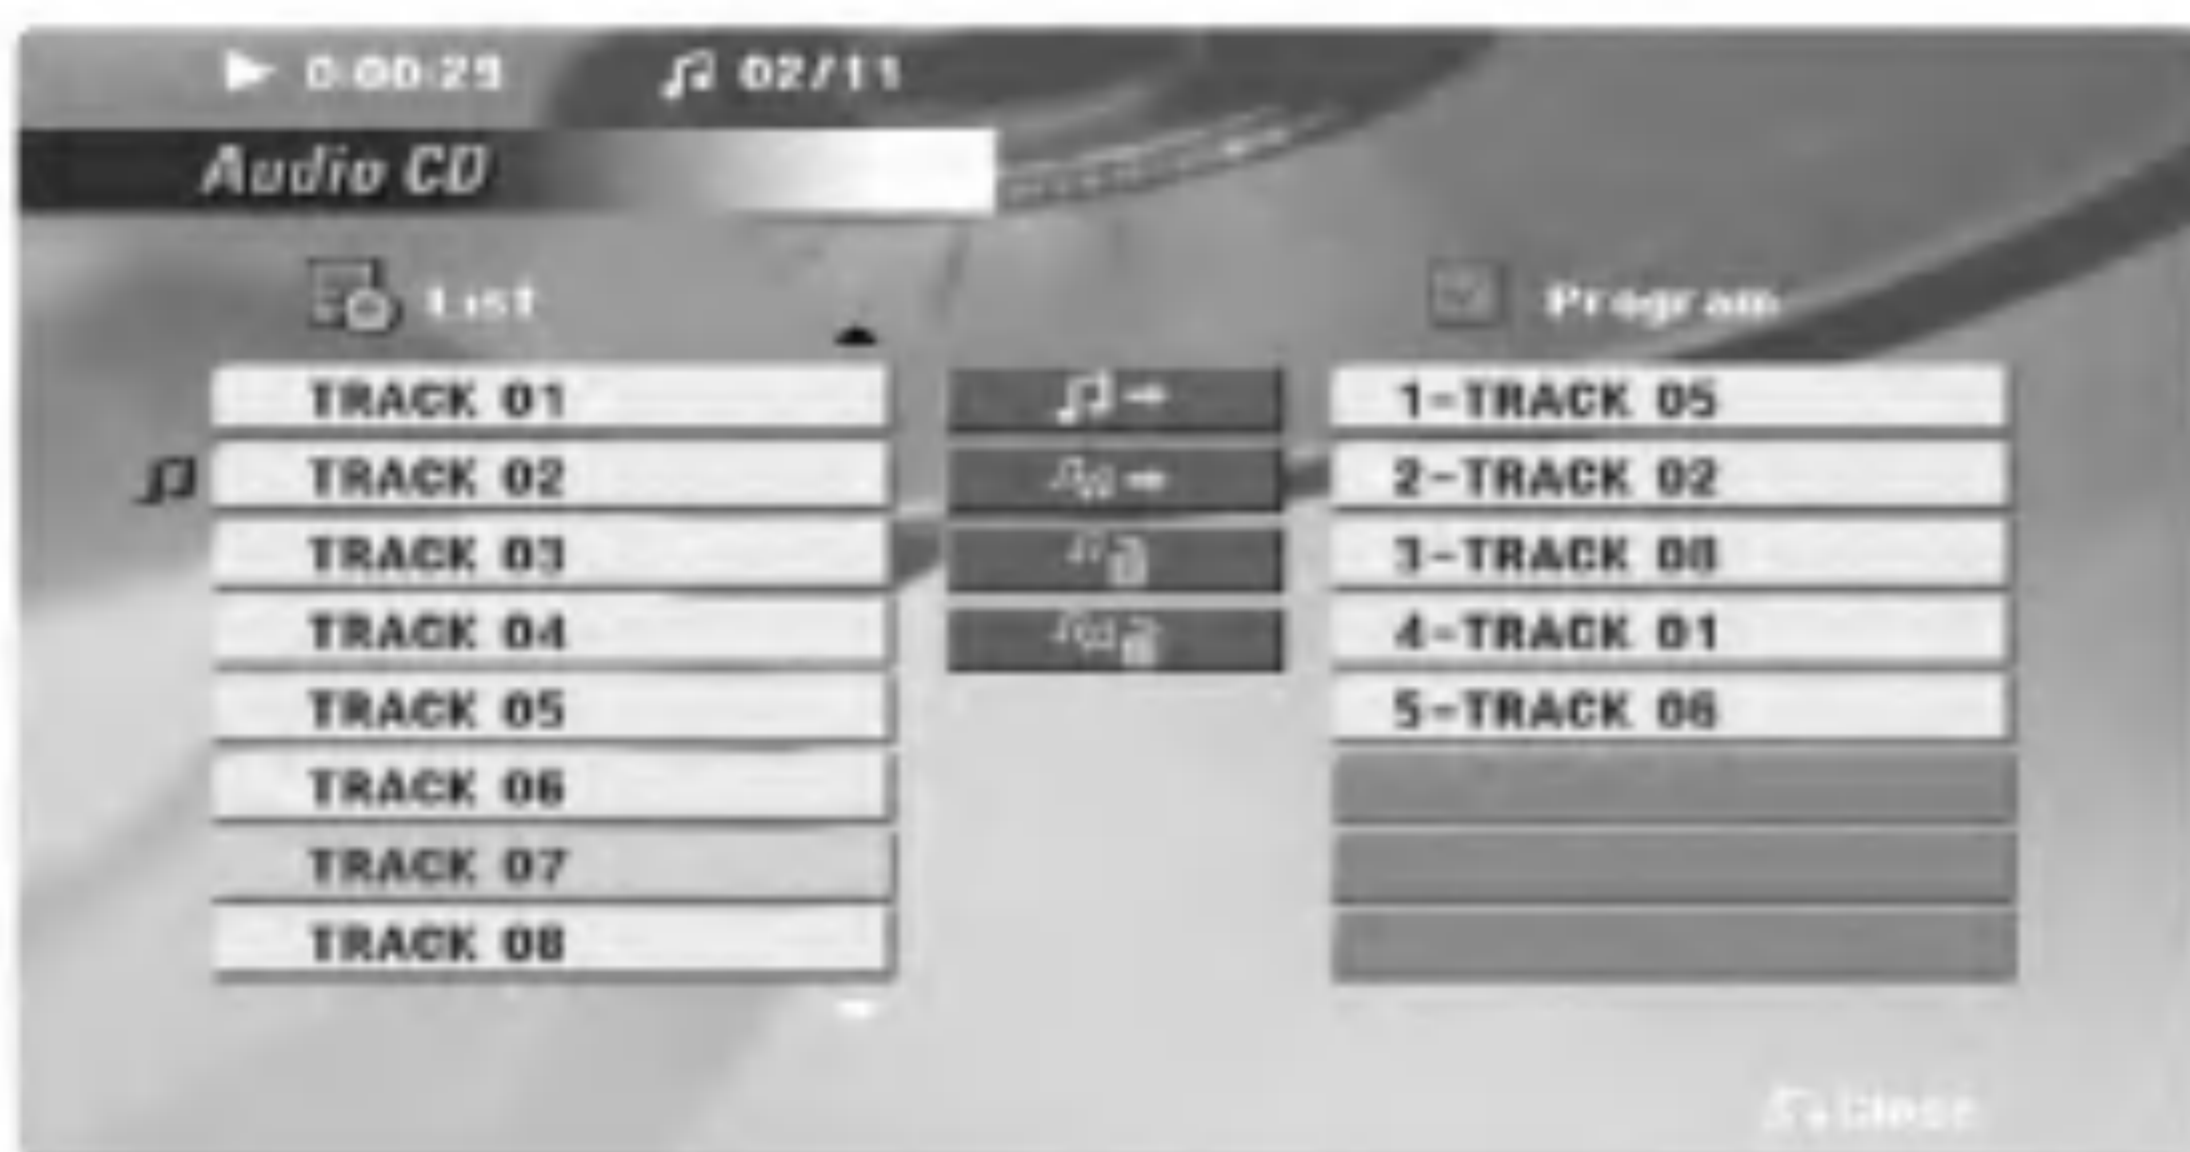 0:00:29 02/11
Audio CD
List
Program
TRACK 01
TRACK 02
TRACK 03
TRACK 04
TRACK 05
TRACK 06
TRACK 07
TRACK 08
1-TRACK 05
2-TRACK 02
3-TRACK 08
4-TRACK 01
5-TRACK 06
Close